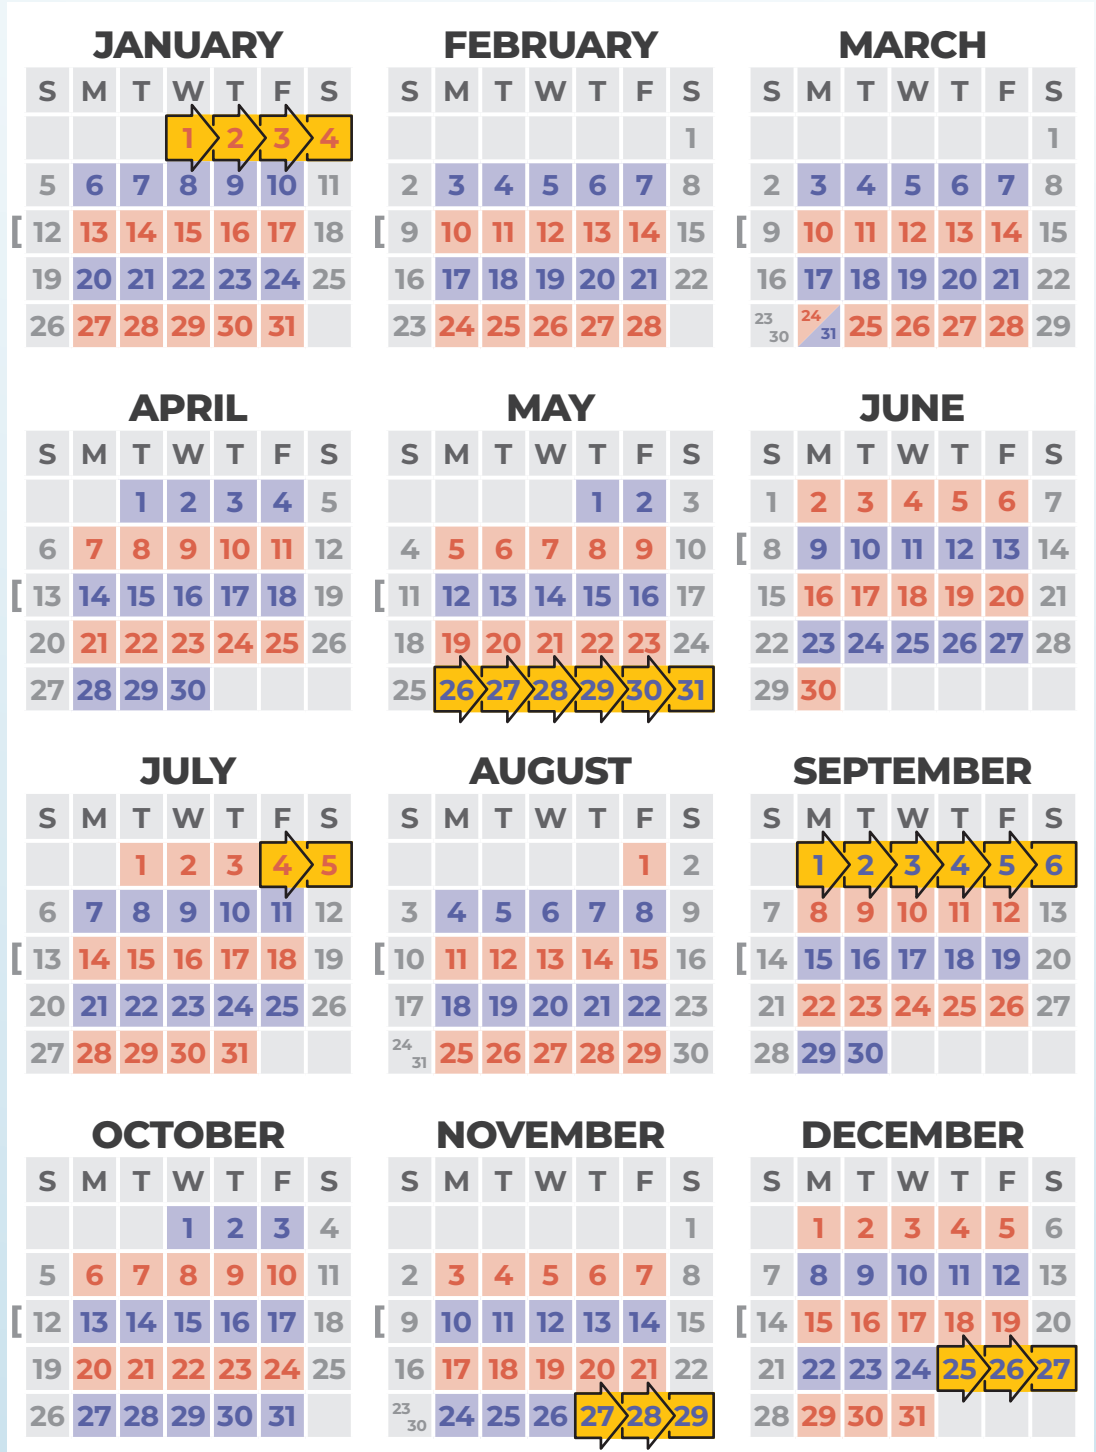 JANUARY FEBRUARY MARCH
S M T W T F S S M T W T F S S M T W T F S
1 2 3 4 1 1
5 6 7 8 9 10 11 2 3 4 5 6 7 8 2 3 4 5 6 7 8
[ 12 13 14 15 16 17 18 [ 9 10 11 12 13 14 15 [ 9 10 11 12 13 14 15
19 20 21 22 23 24 25 16 17 18 19 20 21 22 16 17 18 19 20 21 22
26 27 28 29 30 31 23 24 25 26 27 28 23 30 24 31 25 26 27 28 29
APRIL MAY JUNE
S M T W T F S S M T W T F S S M T W T F S
1 2 3 4 5 1 2 3 1 2 3 4 5 6 7
6 7 8 9 10 11 12 4 5 6 7 8 9 10 [ 8 9 10 11 12 13 14
[ 13 14 15 16 17 18 19 [ 11 12 13 14 15 16 17 15 16 17 18 19 20 21
20 21 22 23 24 25 26 18 19 20 21 22 23 24 22 23 24 25 26 27 28
27 28 29 30 25 26 27 28 29 30 31 29 30
JULY AUGUST SEPTEMBER
S M T W T F S S M T W T F S S M T W T F S
1 2 3 4 5 1 2 1 2 3 4 5 6
6 7 8 9 10 11 12 3 4 5 6 7 8 9 7 8 9 10 11 12 13
[ 13 14 15 16 17 18 19 [ 10 11 12 13 14 15 16 [ 14 15 16 17 18 19 20
20 21 22 23 24 25 26 17 18 19 20 21 22 23 21 22 23 24 25 26 27
27 28 29 30 31 24 31 25 26 27 28 29 30 28 29 30
OCTOBER NOVEMBER DECEMBER
S M T W T F S S M T W T F S S M T W T F S
1 2 3 4 1 1 2 3 4 5 6
5 6 7 8 9 10 11 2 3 4 5 6 7 8 7 8 9 10 11 12 13
[ 12 13 14 15 16 17 18 [ 9 10 11 12 13 14 15 [ 14 15 16 17 18 19 20
19 20 21 22 23 24 25 16 17 18 19 20 21 22 21 22 23 24 25 26 27
26 27 28 29 30 31 23 30 24 25 26 27 28 29 28 29 30 31